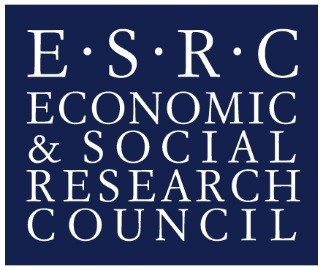 E·S·R·C
ECONOMIC
& SOCIAL
RESEARCH
COUNCIL